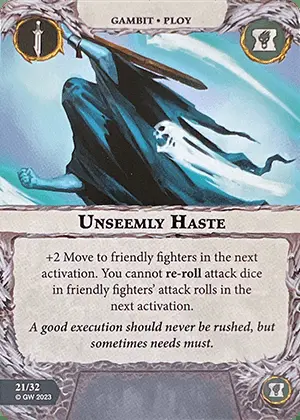 GAMBIT • PLOY
UNSEEMLY HASTE
+2 Move to friendly fighters in the next
activation. You cannot re-roll attack dice
in friendly fighters' attack rolls in the
next activation.
A good execution should never be rushed, but
sometimes needs must.
21/32
© GW 2023